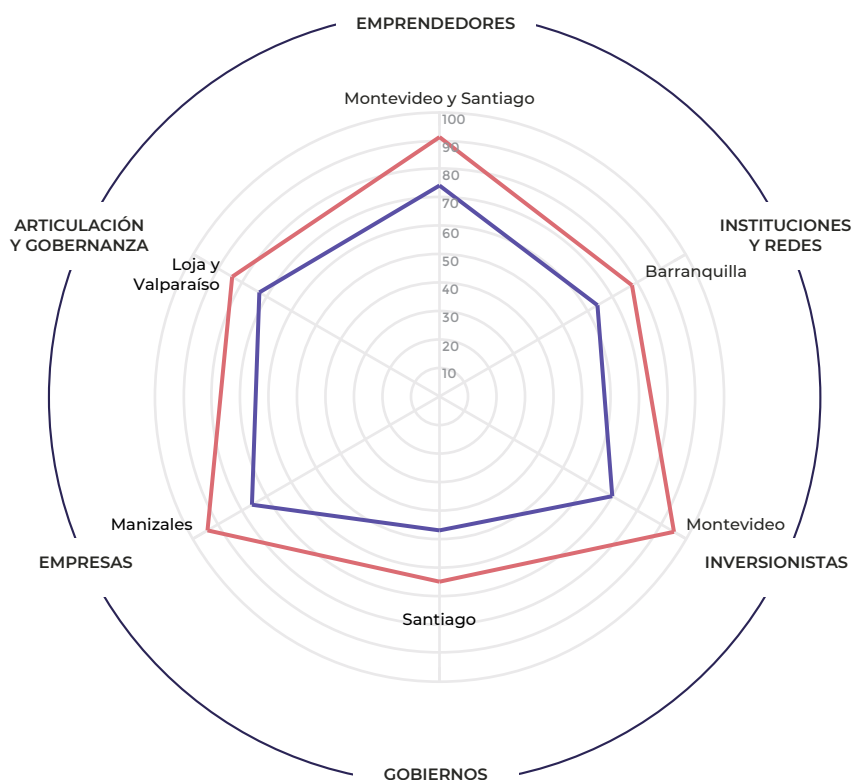 EMPRENDEDORES
Montevideo y Santiago
100
90
80
70
60
50
40
30
20
10
ARTICULACIÓN
Y GOBERNANZA
Loja y
Valparaíso
INSTITUCIONES
Y REDES
Barranquilla
Manizales
EMPRESAS
Montevideo
INVERSIONISTAS
Santiago
GOBIERNOS